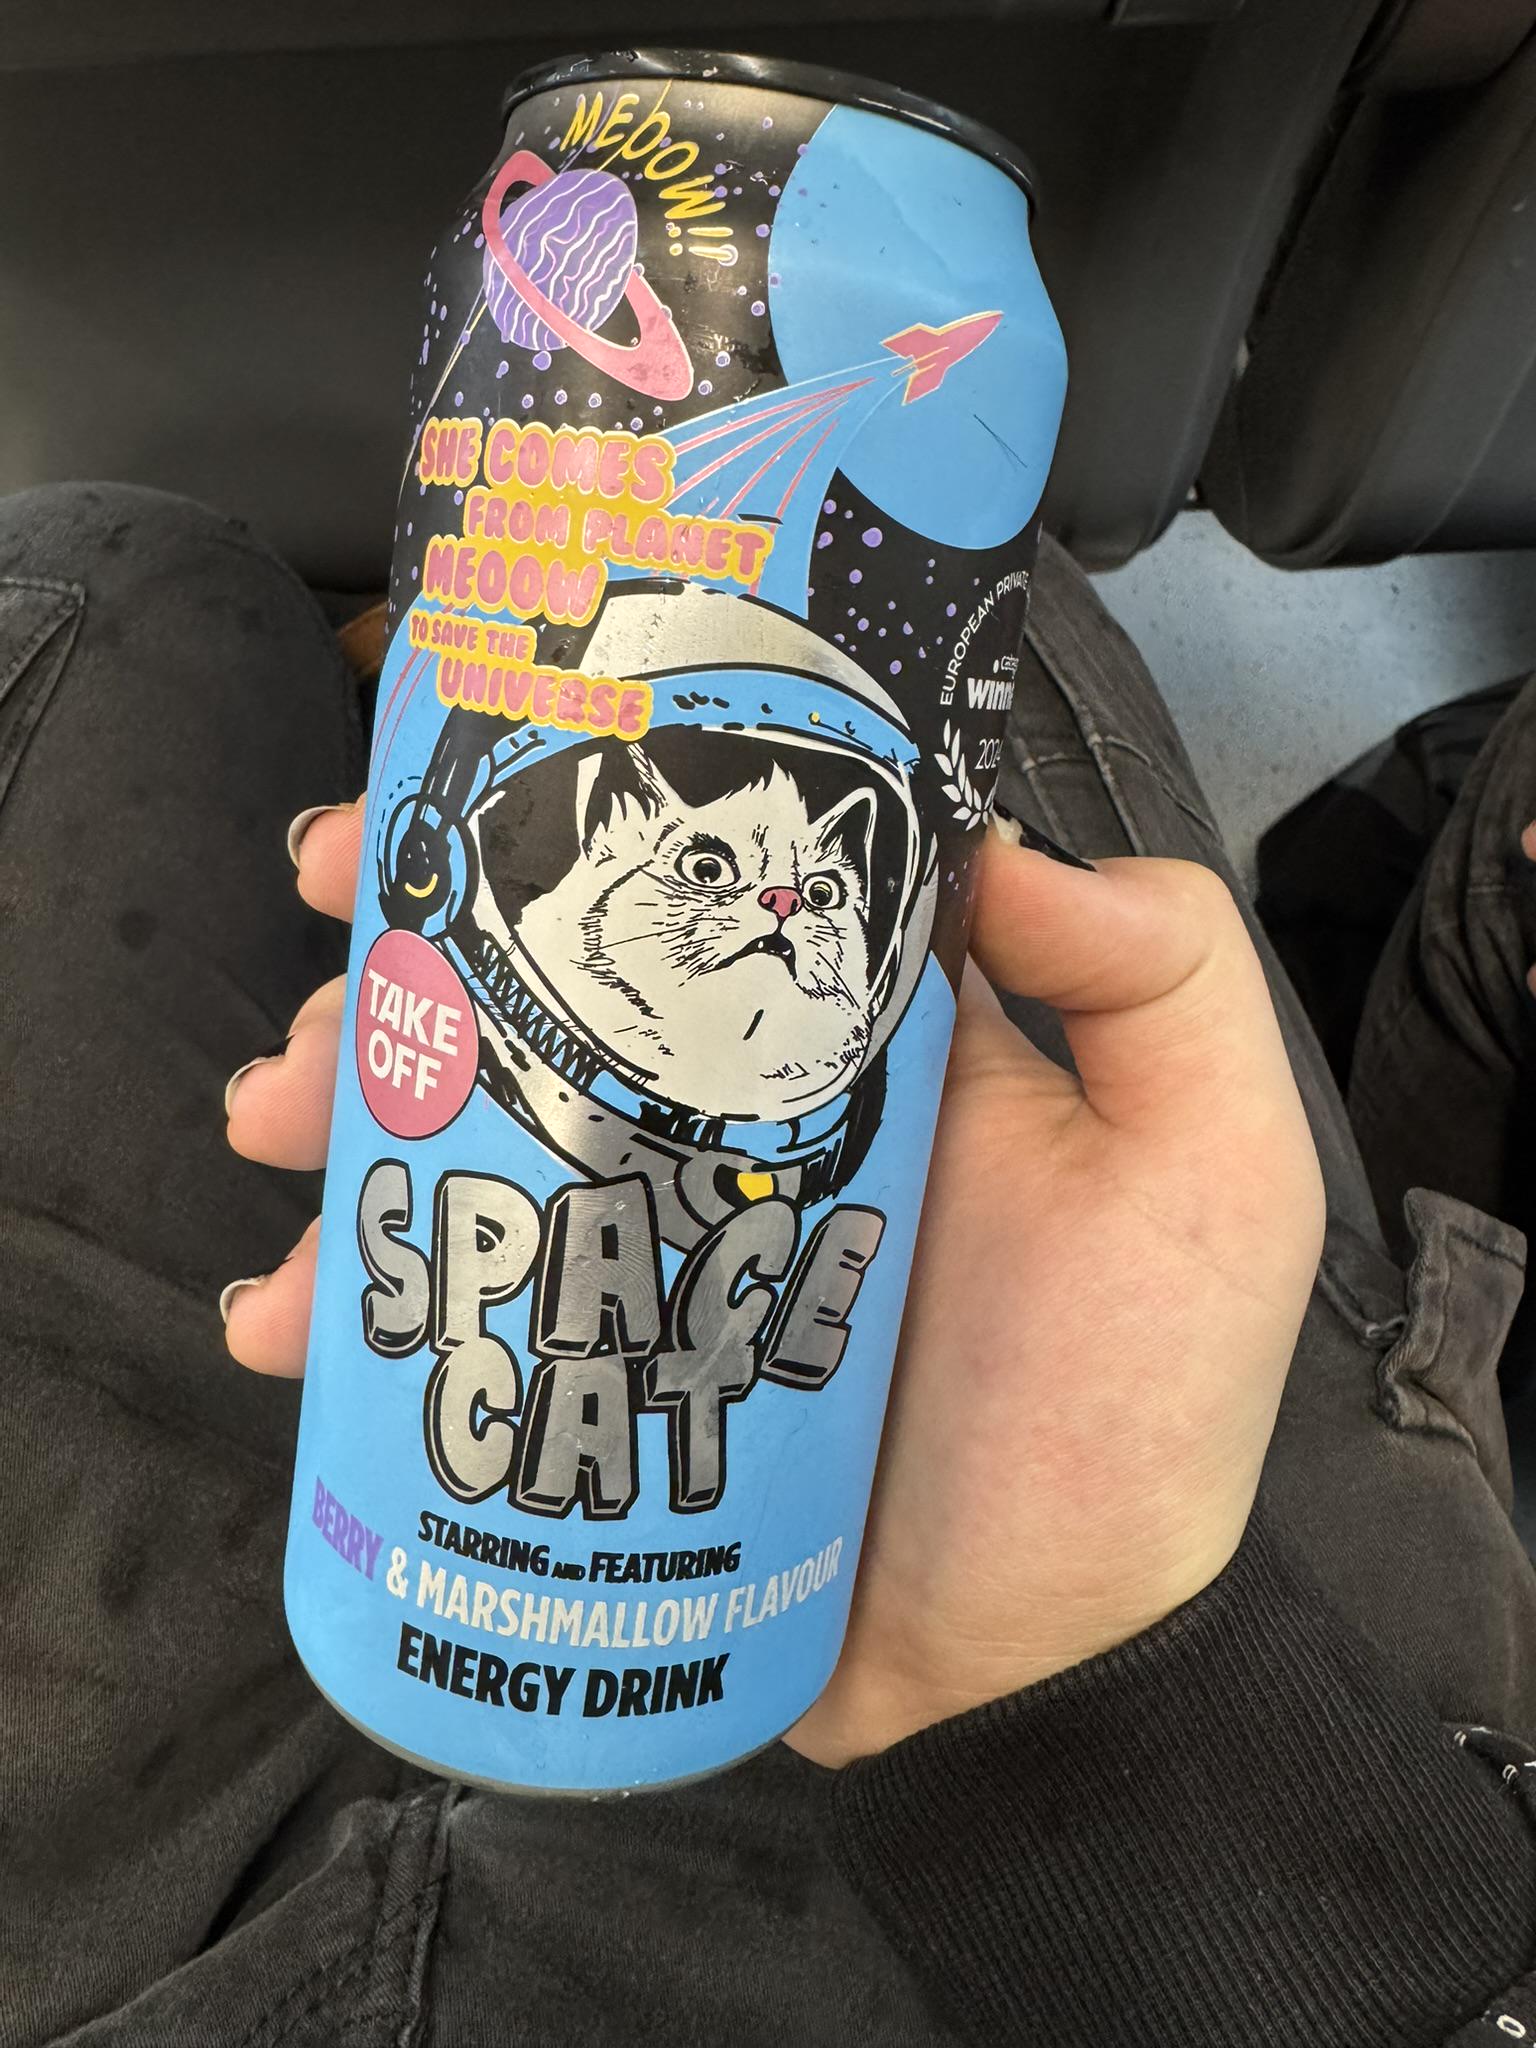 MEOOW!!
SHE COMES
FROM PLANET
MEOOW
TO SAVE THE
UNIVERSE
EUROPEAN PRIVATE
2024
TAKE
OFF
SPACE
CAT
STARRING AND FEATURING
BERRY & MARSHMALLOW FLAVOUR
ENERGY DRINK